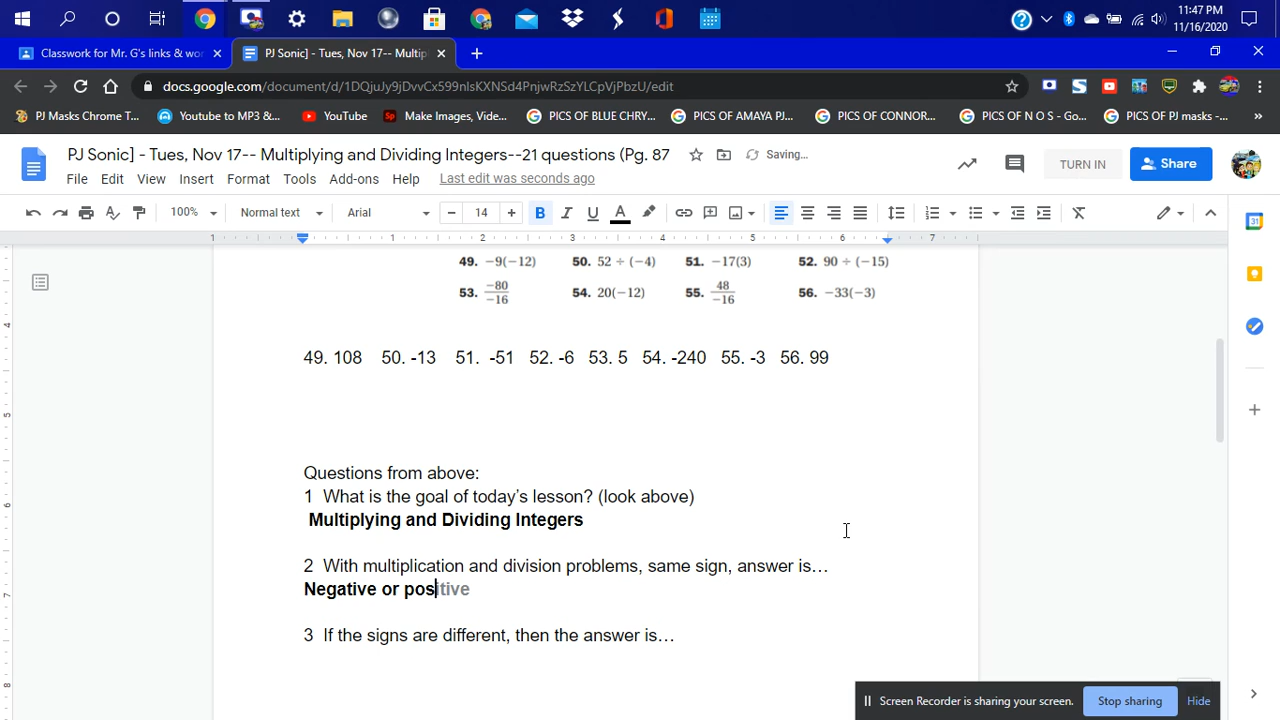 11:47 PM
11/16/2020
Classwork for Mr. G's links & wor
PJ Sonic] - Tues, Nov 17-- Multip
docs.google.com/document/d/1DQjuJy9jDvvCx599nlsKXNSd4PnjwRzSzYLCpVjPbzU/edit
PJ Masks Chrome T... Youtube to MP3 &... YouTube Make Images, Vide... PICS OF BLUE CHRY... PICS OF AMAYA PJ... PICS OF CONNOR... PICS OF N O S - Go... PICS OF PJ masks -... »
PJ Sonic] - Tues, Nov 17-- Multiplying and Dividing Integers--21 questions (Pg. 87 Saving... TURN IN Share
File Edit View Insert Format Tools Add-ons Help Last edit was seconds ago
100% Normal text Arial 14 B I U A
1 1 2 3 4 5 6 7
49. −9(−12) 50. 52 ÷ (−4) 51. −17(3) 52. 90 ÷ (−15)
53. −80/−16 54. 20(−12) 55. 48/−16 56. −33(−3)
49. 108 50. -13 51. -51 52. -6 53. 5 54. -240 55. -3 56. 99
Questions from above:
1 What is the goal of today's lesson? (look above)
Multiplying and Dividing Integers
2 With multiplication and division problems, same sign, answer is…
Negative or positive
3 If the signs are different, then the answer is…
Screen Recorder is sharing your screen. Stop sharing Hide